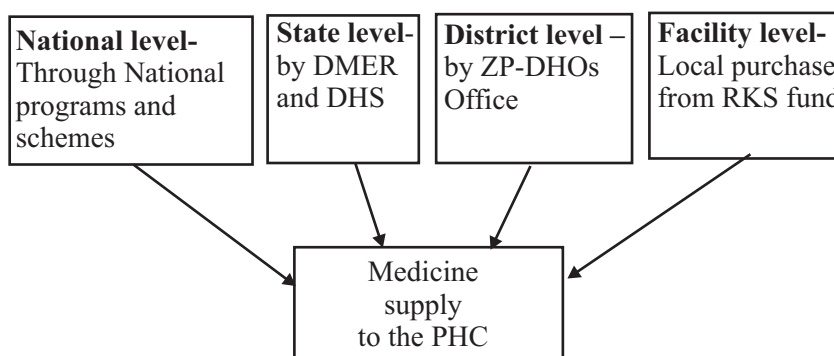 National level-
Through National
programs and
schemes
State level-
by DMER
and DHS
District level –
by ZP-DHOs
Office
Facility level-
Local purchase
from RKS fund
Medicine
supply
to the PHC